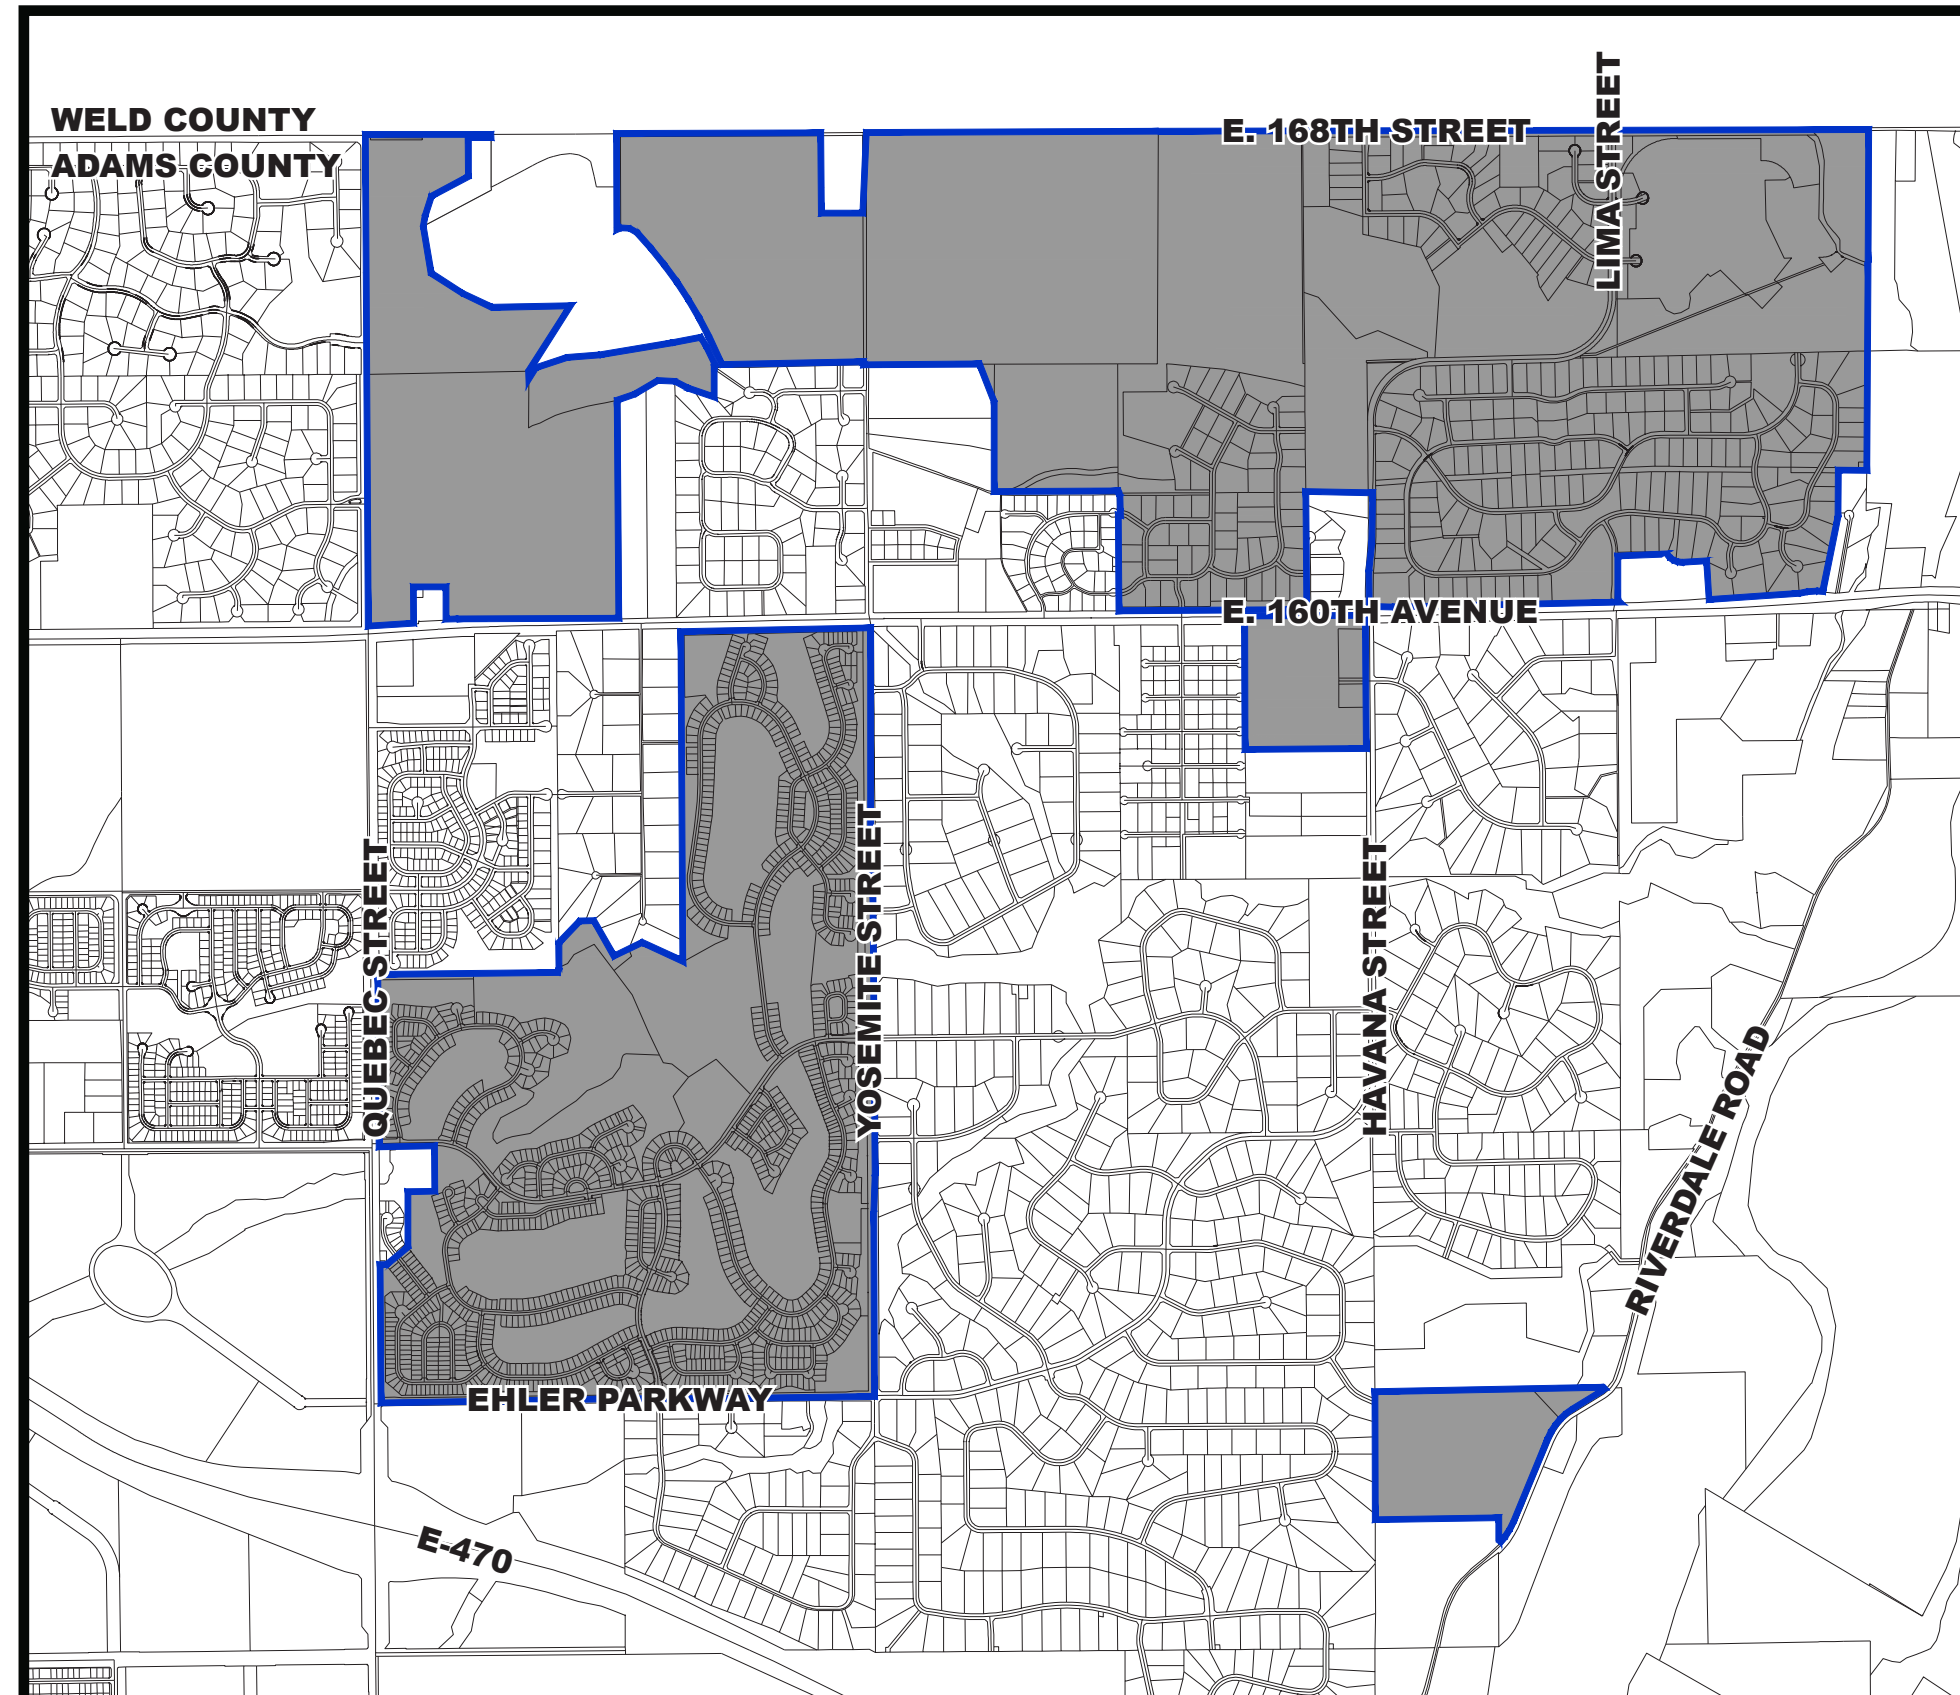 WELD COUNTY
ADAMS COUNTY
E. 168TH STREET
LIMA STREET
E. 160TH AVENUE
QUEBEC STREET
YOSEMITE STREET
HAVANA STREET
RIVERDALE ROAD
EHLER PARKWAY
E-470